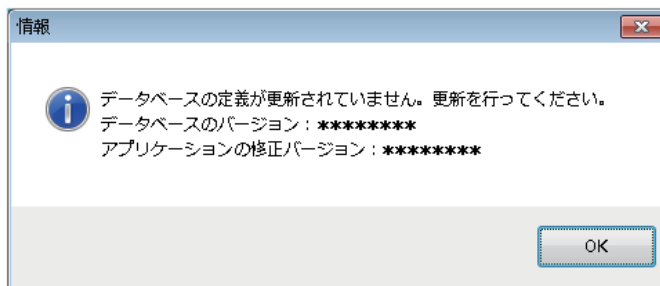 情報
データベースの定義が更新されていません。更新を行ってください。
データベースのバージョン：********
アプリケーションの修正バージョン：********
OK